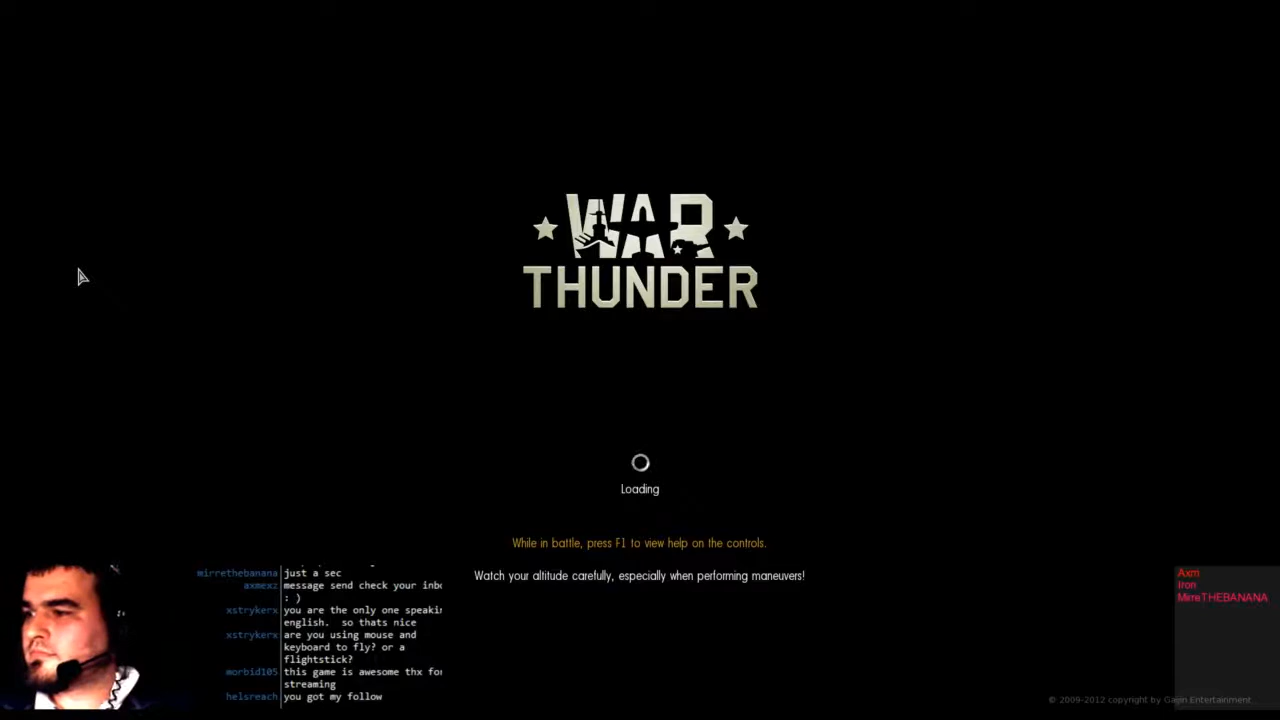 WAR
THUNDER
Loading
While in battle, press F1 to view help on the controls.
Watch your altitude carefully, especially when performing maneuvers!
mirrethebanana just a sec
axmexz message send check your inbo
: )
xstrykerx you are the only one speakin
english. so thats nice
xstrykerx are you using mouse and
keyboard to fly? or a
flightstick?
morbid105 this game is awesome thx for
streaming
helsreach you got my follow
Axm
Iron
MirreTHEBANANA
© 2009-2012 copyright by Gaijin Entertainment